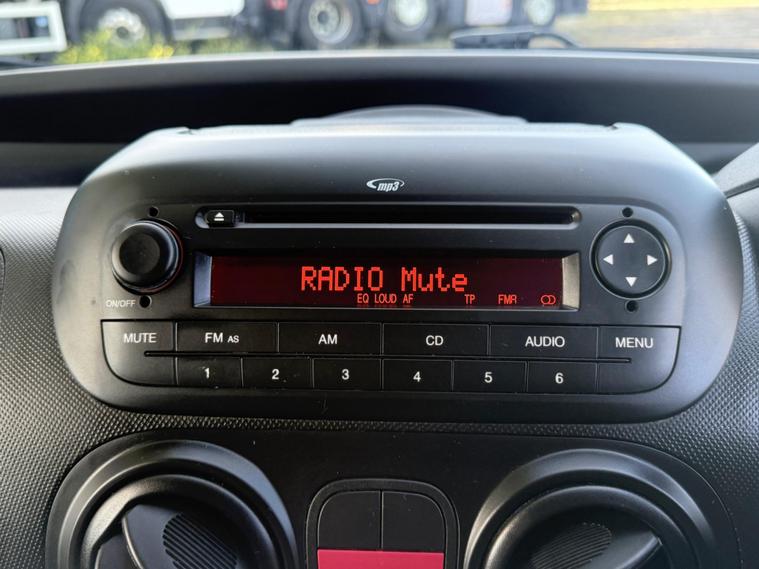 mp3
RADIO Mute
EQ LOUD AF TP FMA
ON/OFF
MUTE FM AS AM CD AUDIO MENU
1 2 3 4 5 6